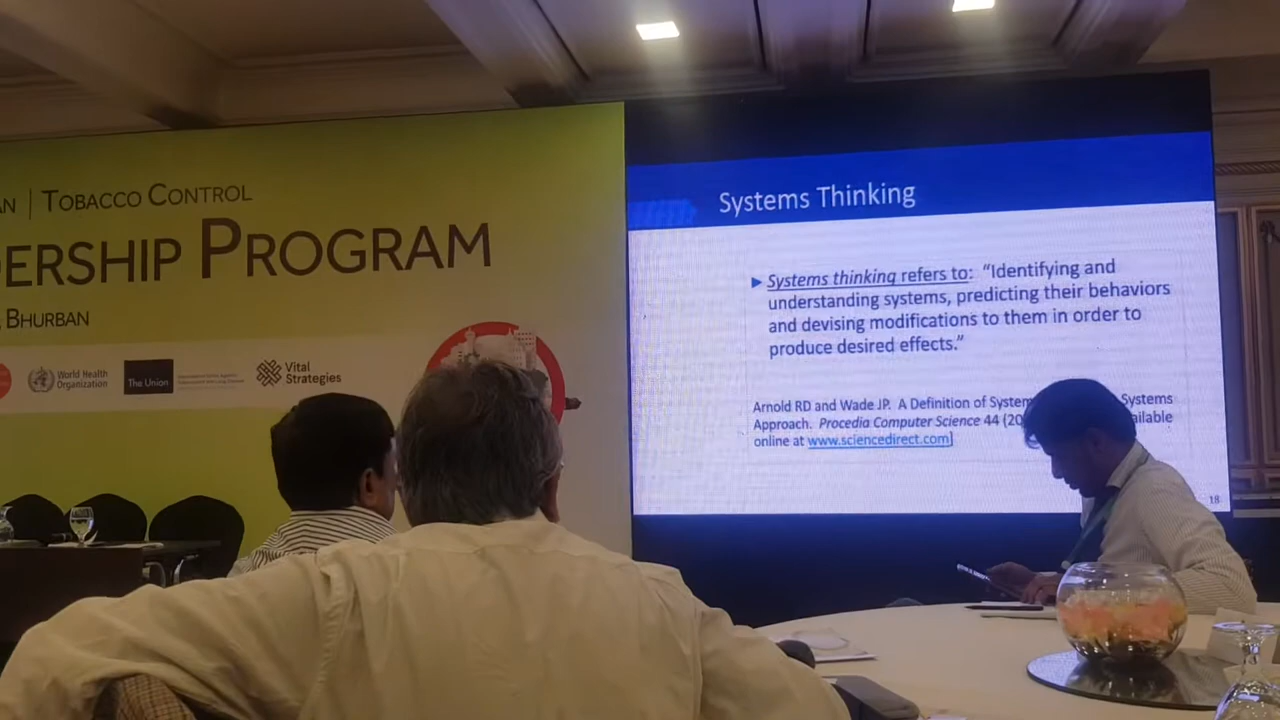 AN | TOBACCO CONTROL
DERSHIP PROGRAM
, BHURBAN
World Health
Organization
The Union
Vital
Strategies
Systems Thinking
▶ Systems thinking refers to: “Identifying and
understanding systems, predicting their behaviors
and devising modifications to them in order to
produce desired effects.”
Arnold RD and Wade JP. A Definition of System Systems
Approach. Procedia Computer Science 44 (20 ailable
online at www.sciencedirect.com]
18